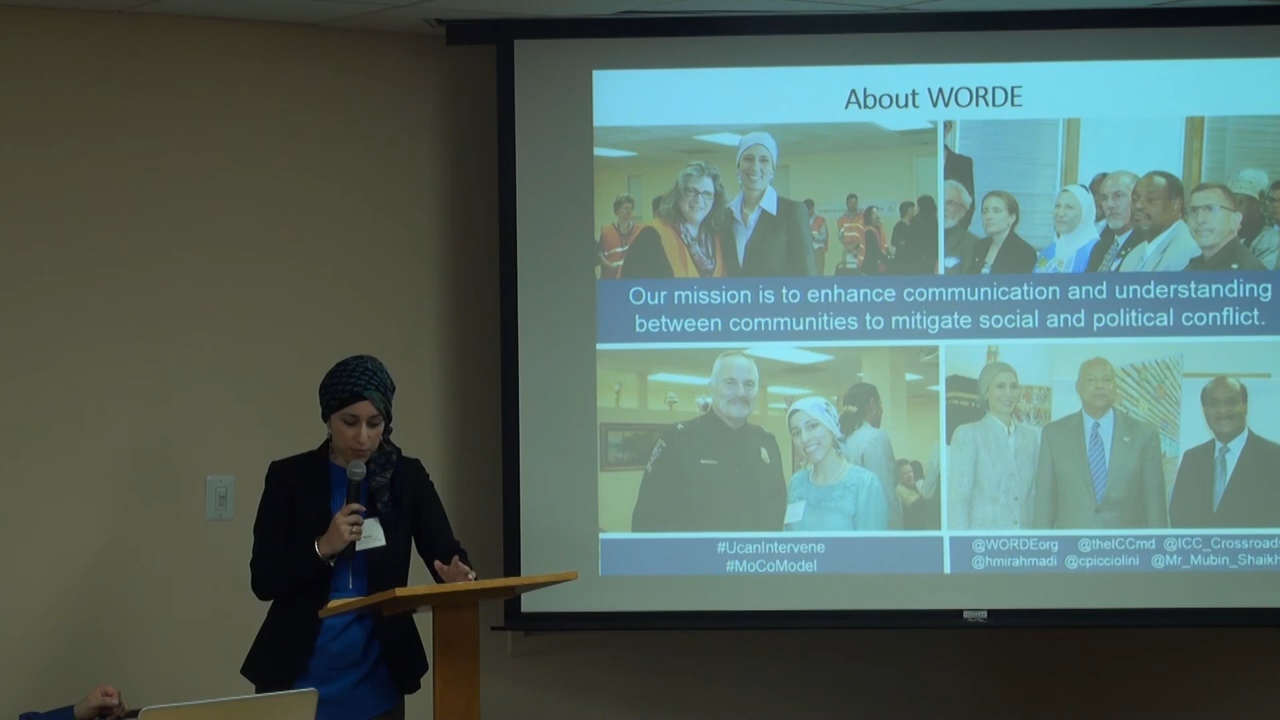 About WORDE
Our mission is to enhance communication and understanding
between communities to mitigate social and political conflict.
#UcanIntervene
#MoCoModel
@WORDEorg @theICCmd @ICC_Crossroads
@hmirahmadi @cpicciolini @Mr_Mubin_Shaikh